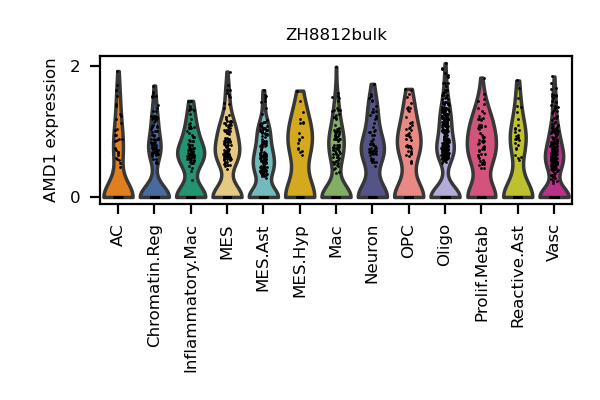 ZH8812bulk
AMD1 expression
2
0
AC
Chromatin.Reg
Inflammatory.Mac
MES
MES.Ast
MES.Hyp
Mac
Neuron
OPC
Oligo
Prolif.Metab
Reactive.Ast
Vasc